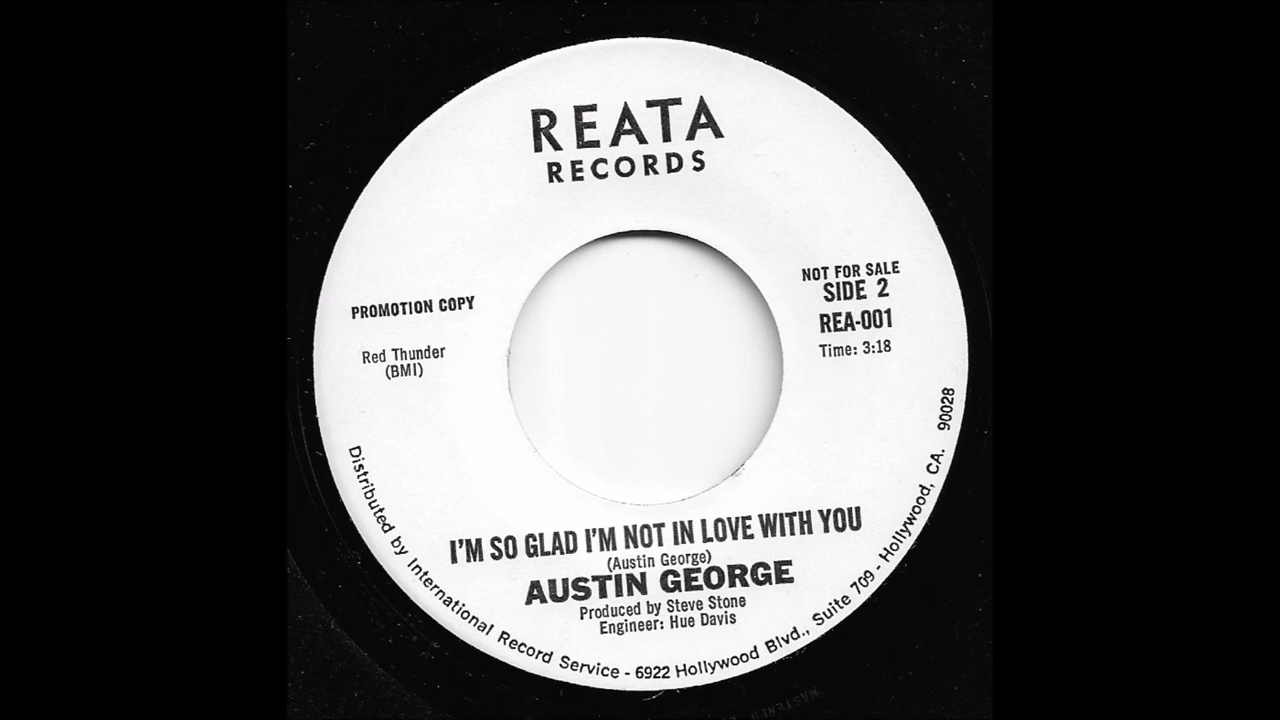 REATA
RECORDS
NOT FOR SALE
SIDE 2
REA-001
Time: 3:18
PROMOTION COPY
Red Thunder
(BMI)
I'M SO GLAD I'M NOT IN LOVE WITH YOU
(Austin George)
AUSTIN GEORGE
Produced by Steve Stone
Engineer: Hue Davis
Distributed by International Record Service - 6922 Hollywood Blvd., Suite 709 - Hollywood, CA. 90028